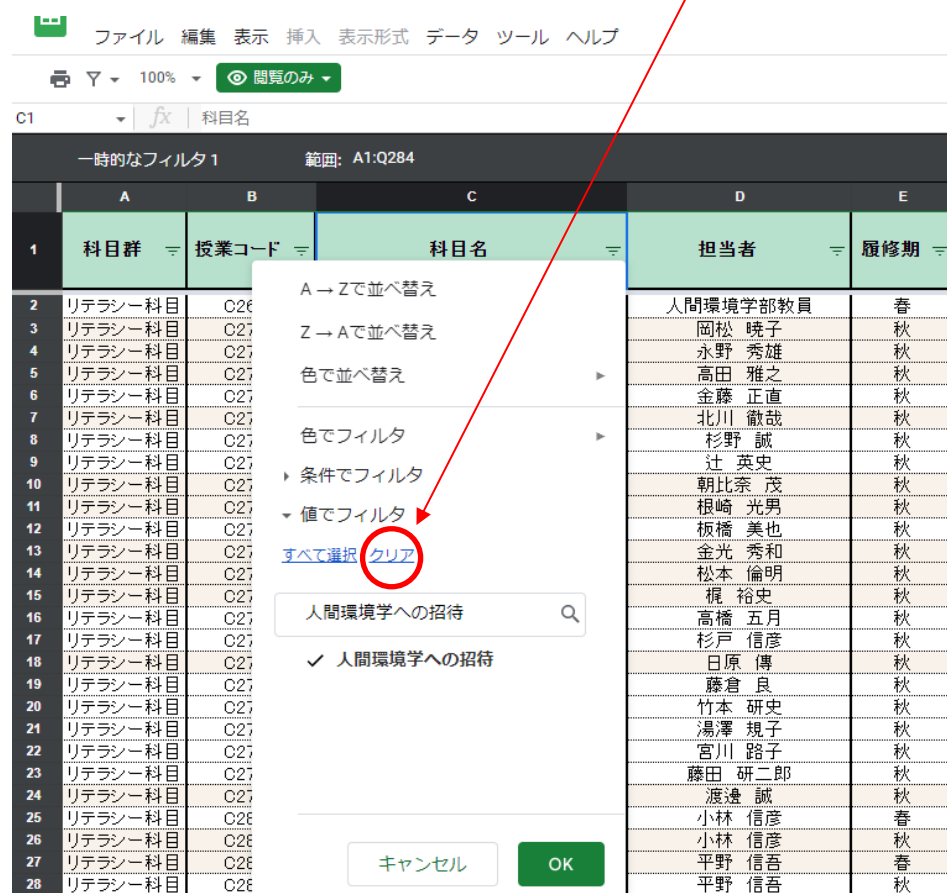 ファイル 編集 表示 挿入 表示形式 データ ツール ヘルプ
100% 閲覧のみ
C1 fx 科目名
一時的なフィルタ 1 範囲: A1:Q284
A B C D E
1 科目群 授業コード 科目名 担当者 履修期
2 リテラシー科目 C26 人間環境学部教員 春
3 リテラシー科目 C27 岡松 暁子 秋
4 リテラシー科目 C27 永野 秀雄 秋
5 リテラシー科目 C27 高田 雅之 秋
6 リテラシー科目 C27 金藤 正直 秋
7 リテラシー科目 C27 北川 徹哉 秋
8 リテラシー科目 C27 杉野 誠 秋
9 リテラシー科目 C27 辻 英史 秋
10 リテラシー科目 C27 朝比奈 茂 秋
11 リテラシー科目 C27 根崎 光男 秋
12 リテラシー科目 C27 板橋 美也 秋
13 リテラシー科目 C27 金光 秀和 秋
14 リテラシー科目 C27 松本 倫明 秋
15 リテラシー科目 C27 梶 裕史 秋
16 リテラシー科目 C27 高橋 五月 秋
17 リテラシー科目 C27 杉戸 信彦 秋
18 リテラシー科目 C27 日原 傳 秋
19 リテラシー科目 C27 藤倉 良 秋
20 リテラシー科目 C27 竹本 研史 秋
21 リテラシー科目 C27 湯澤 規子 秋
22 リテラシー科目 C27 宮川 路子 秋
23 リテラシー科目 C27 藤田 研二郎 秋
24 リテラシー科目 C27 渡邉 誠 秋
25 リテラシー科目 C28 小林 信彦 春
26 リテラシー科目 C28 小林 信彦 秋
27 リテラシー科目 C28 平野 信吾 春
28 リテラシー科目 C28 平野 信吾 秋
A → Zで並べ替え
Z → Aで並べ替え
色で並べ替え
色でフィルタ
条件でフィルタ
値でフィルタ
すべて選択 クリア
人間環境学への招待
人間環境学への招待
キャンセル OK